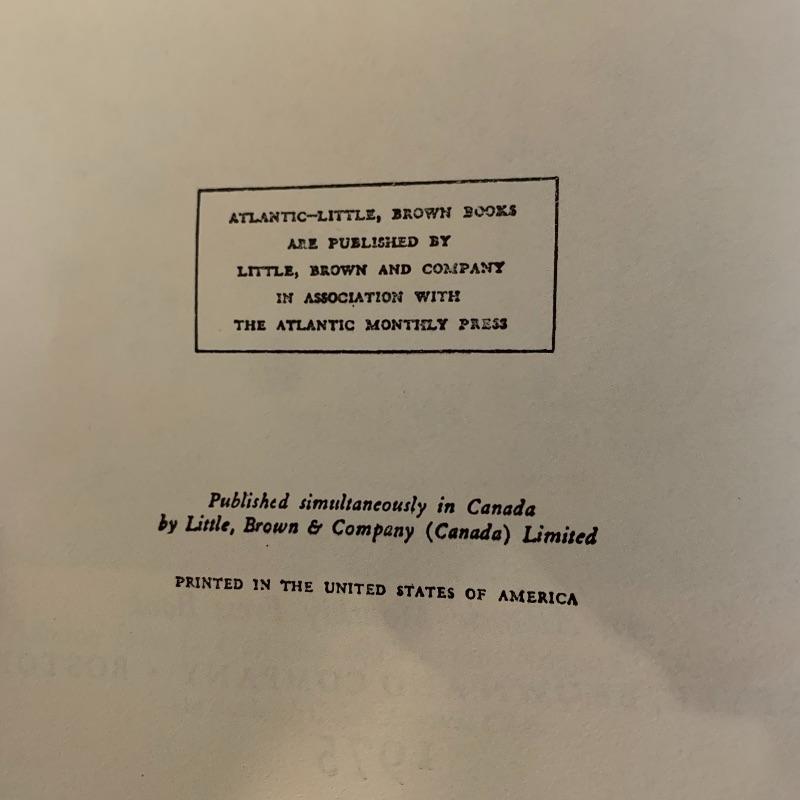 ATLANTIC–LITTLE, BROWN BOOKS
ARE PUBLISHED BY
LITTLE, BROWN AND COMPANY
IN ASSOCIATION WITH
THE ATLANTIC MONTHLY PRESS
Published simultaneously in Canada
by Little, Brown & Company (Canada) Limited
PRINTED IN THE UNITED STATES OF AMERICA